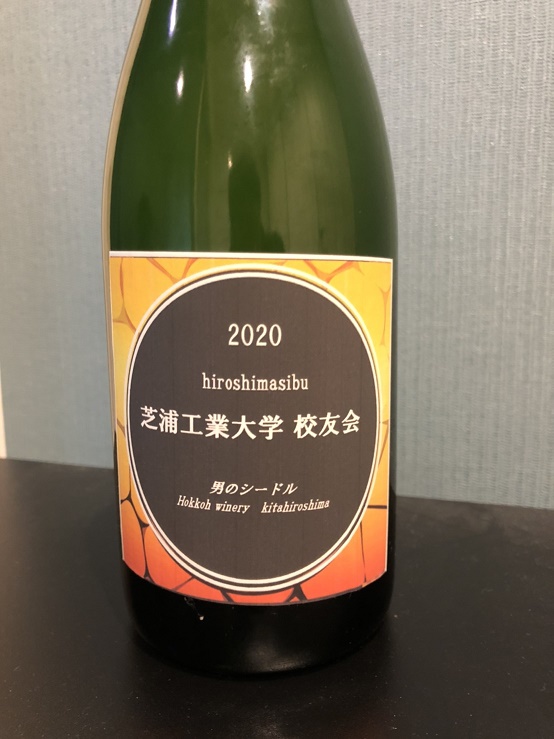 2020
hiroshimasibu
芝浦工業大学 校友会
男のシードル
Hokkoh winery kitahiroshima